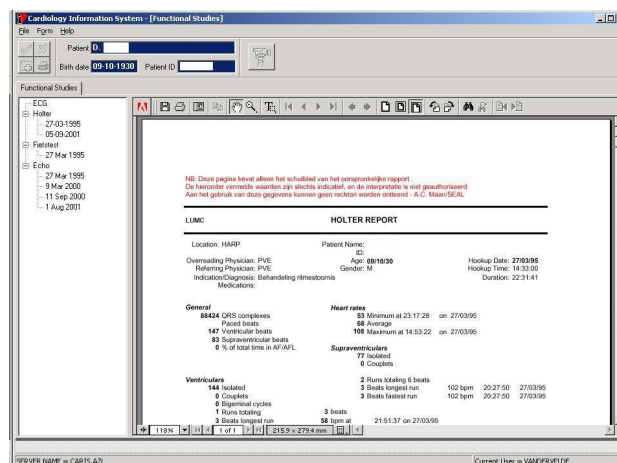 Cardiology Information System - [Functional Studies]
File Form Help
Patient D.
Birth date 09-10-1930 Patient ID
Functional Studies
ECG
Holter
27-03-1995
05-09-2001
Fietstest
27 Mar 1995
Echo
27 Mar 1995
9 Mar 2000
11 Sep 2000
1 Aug 2001
NB: Deze pagina bevat alleen het schutblad van het oorspronkelijke rapport
De hieronder vermelde waarden zijn slechts indicatief, en de interpretatie is niet geauthoriseerd
Aan het gebruik van deze gegevens kunnen geen rechten worden ontleend - A.C. Maan/SEAL
LUMC HOLTER REPORT
Location: HARP Patient Name:
ID:
Overreading Physician: PVE Age: 09/10/30 Hookup Date: 27/03/95
Referring Physician: PVE Gender: M Hookup Time: 14:33:00
Indication/Diagnosis: Behandeling ritmestoornis Duration: 22:31:41
Medications:
General Heart rates
88424 QRS complexes 53 Minimum at 23:17:28 on 27/03/95
Paced beats 68 Average
147 Ventricular beats 108 Maximum at 14:53:22 on 27/03/95
83 Supraventricular beats
0 % of total time in AF/AFL Supraventriculars
77 Isolated
0 Couplets
Ventriculars 2 Runs totaling 6 beats
144 Isolated 3 Beats longest run 102 bpm 20:27:50 27/03/95
0 Couplets 3 Beats fastest run 102 bpm 20:27:50 27/03/95
0 Bigeminal cycles
1 Runs totaling 3 beats
3 Beats longest run 58 bpm at 21:51:37 on 27/03/95
118% 1 of 1 215.9 x 279.4 mm
SERVER NAME = CARIS.AZL Current User = VANDERVELDE